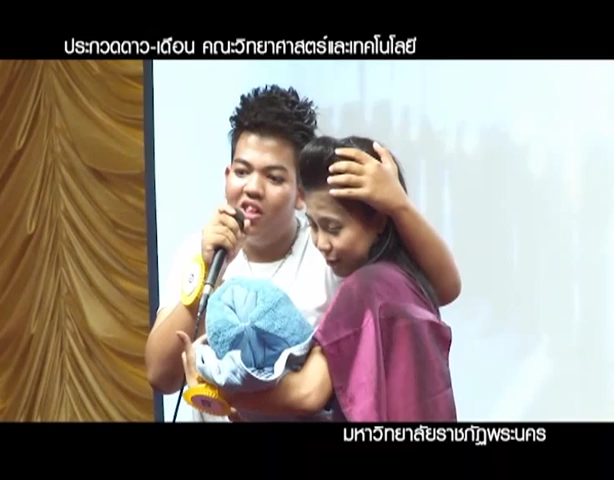 ประกวดดาว-เดือน คณะวิทยาศาสตร์และเทคโนโลยี
มหาวิทยาลัยราชภัฏพระนคร